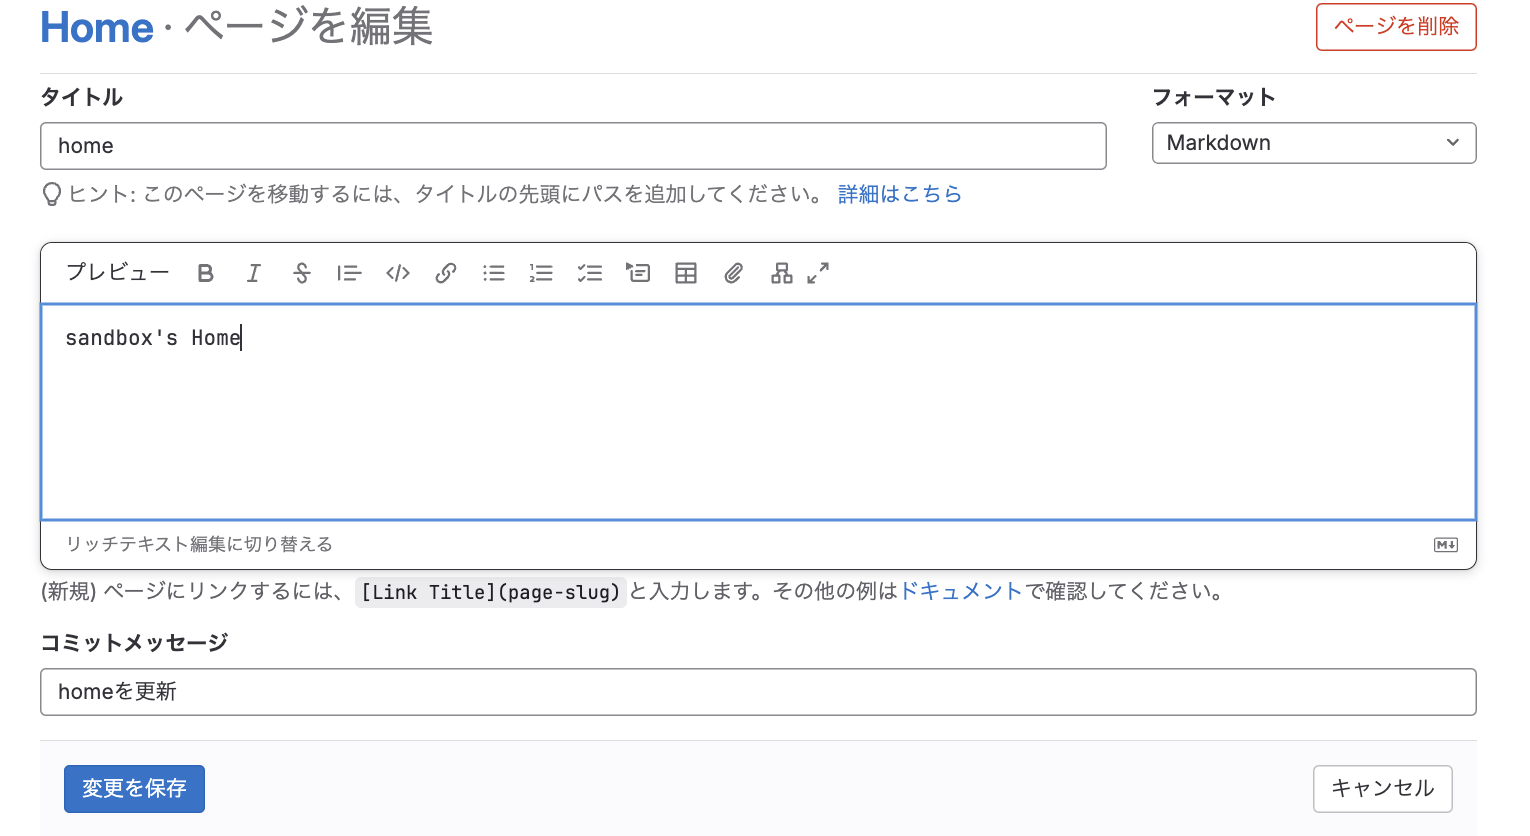 Home · ページを編集
ページを削除
タイトル
フォーマット
home
Markdown
ヒント: このページを移動するには、タイトルの先頭にパスを追加してください。 詳細はこちら
プレビュー
sandbox's Home
リッチテキスト編集に切り替える
(新規) ページにリンクするには、 [Link Title](page-slug) と入力します。その他の例はドキュメントで確認してください。
コミットメッセージ
homeを更新
変更を保存
キャンセル